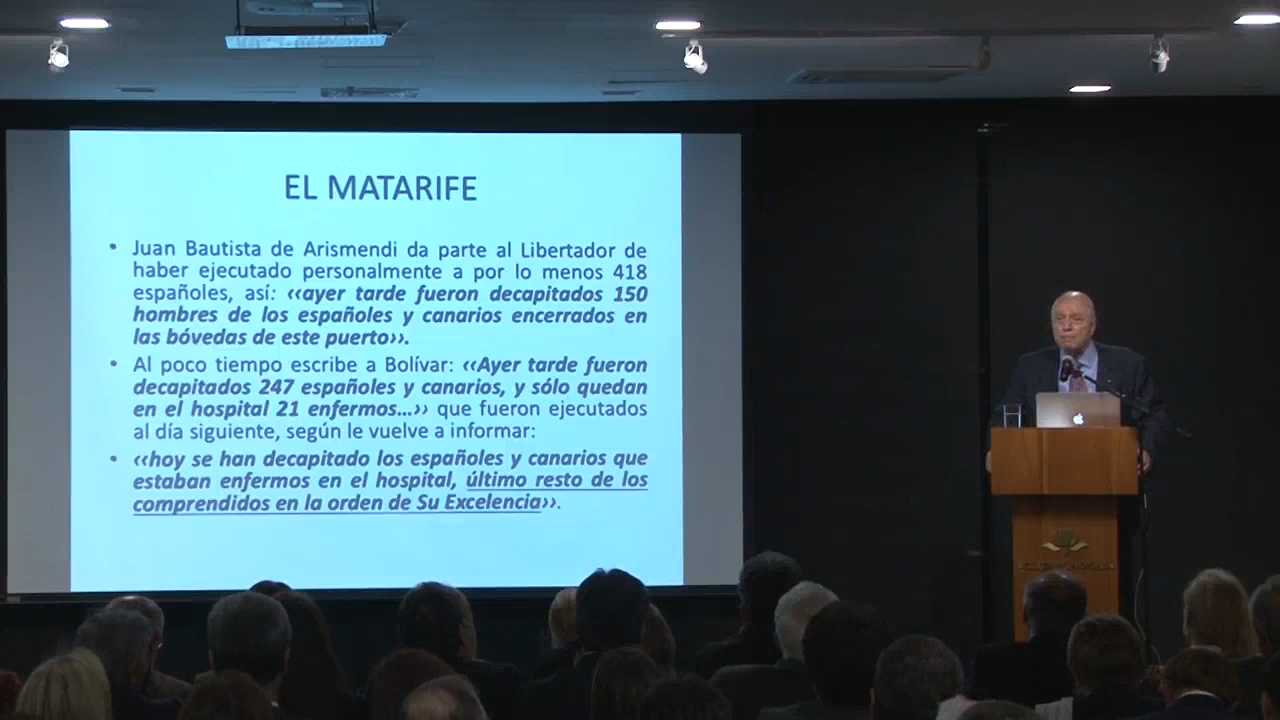 EL MATARIFE
• Juan Bautista de Arismendi da parte al Libertador de
haber ejecutado personalmente a por lo menos 418
españoles, así: ‹‹ayer tarde fueron decapitados 150
hombres de los españoles y canarios encerrados en
las bóvedas de este puerto››.
• Al poco tiempo escribe a Bolívar: ‹‹Ayer tarde fueron
decapitados 247 españoles y canarios, y sólo quedan
en el hospital 21 enfermos...›› que fueron ejecutados
al día siguiente, según le vuelve a informar:
• ‹‹hoy se han decapitado los españoles y canarios que
estaban enfermos en el hospital, último resto de los
comprendidos en la orden de Su Excelencia››.